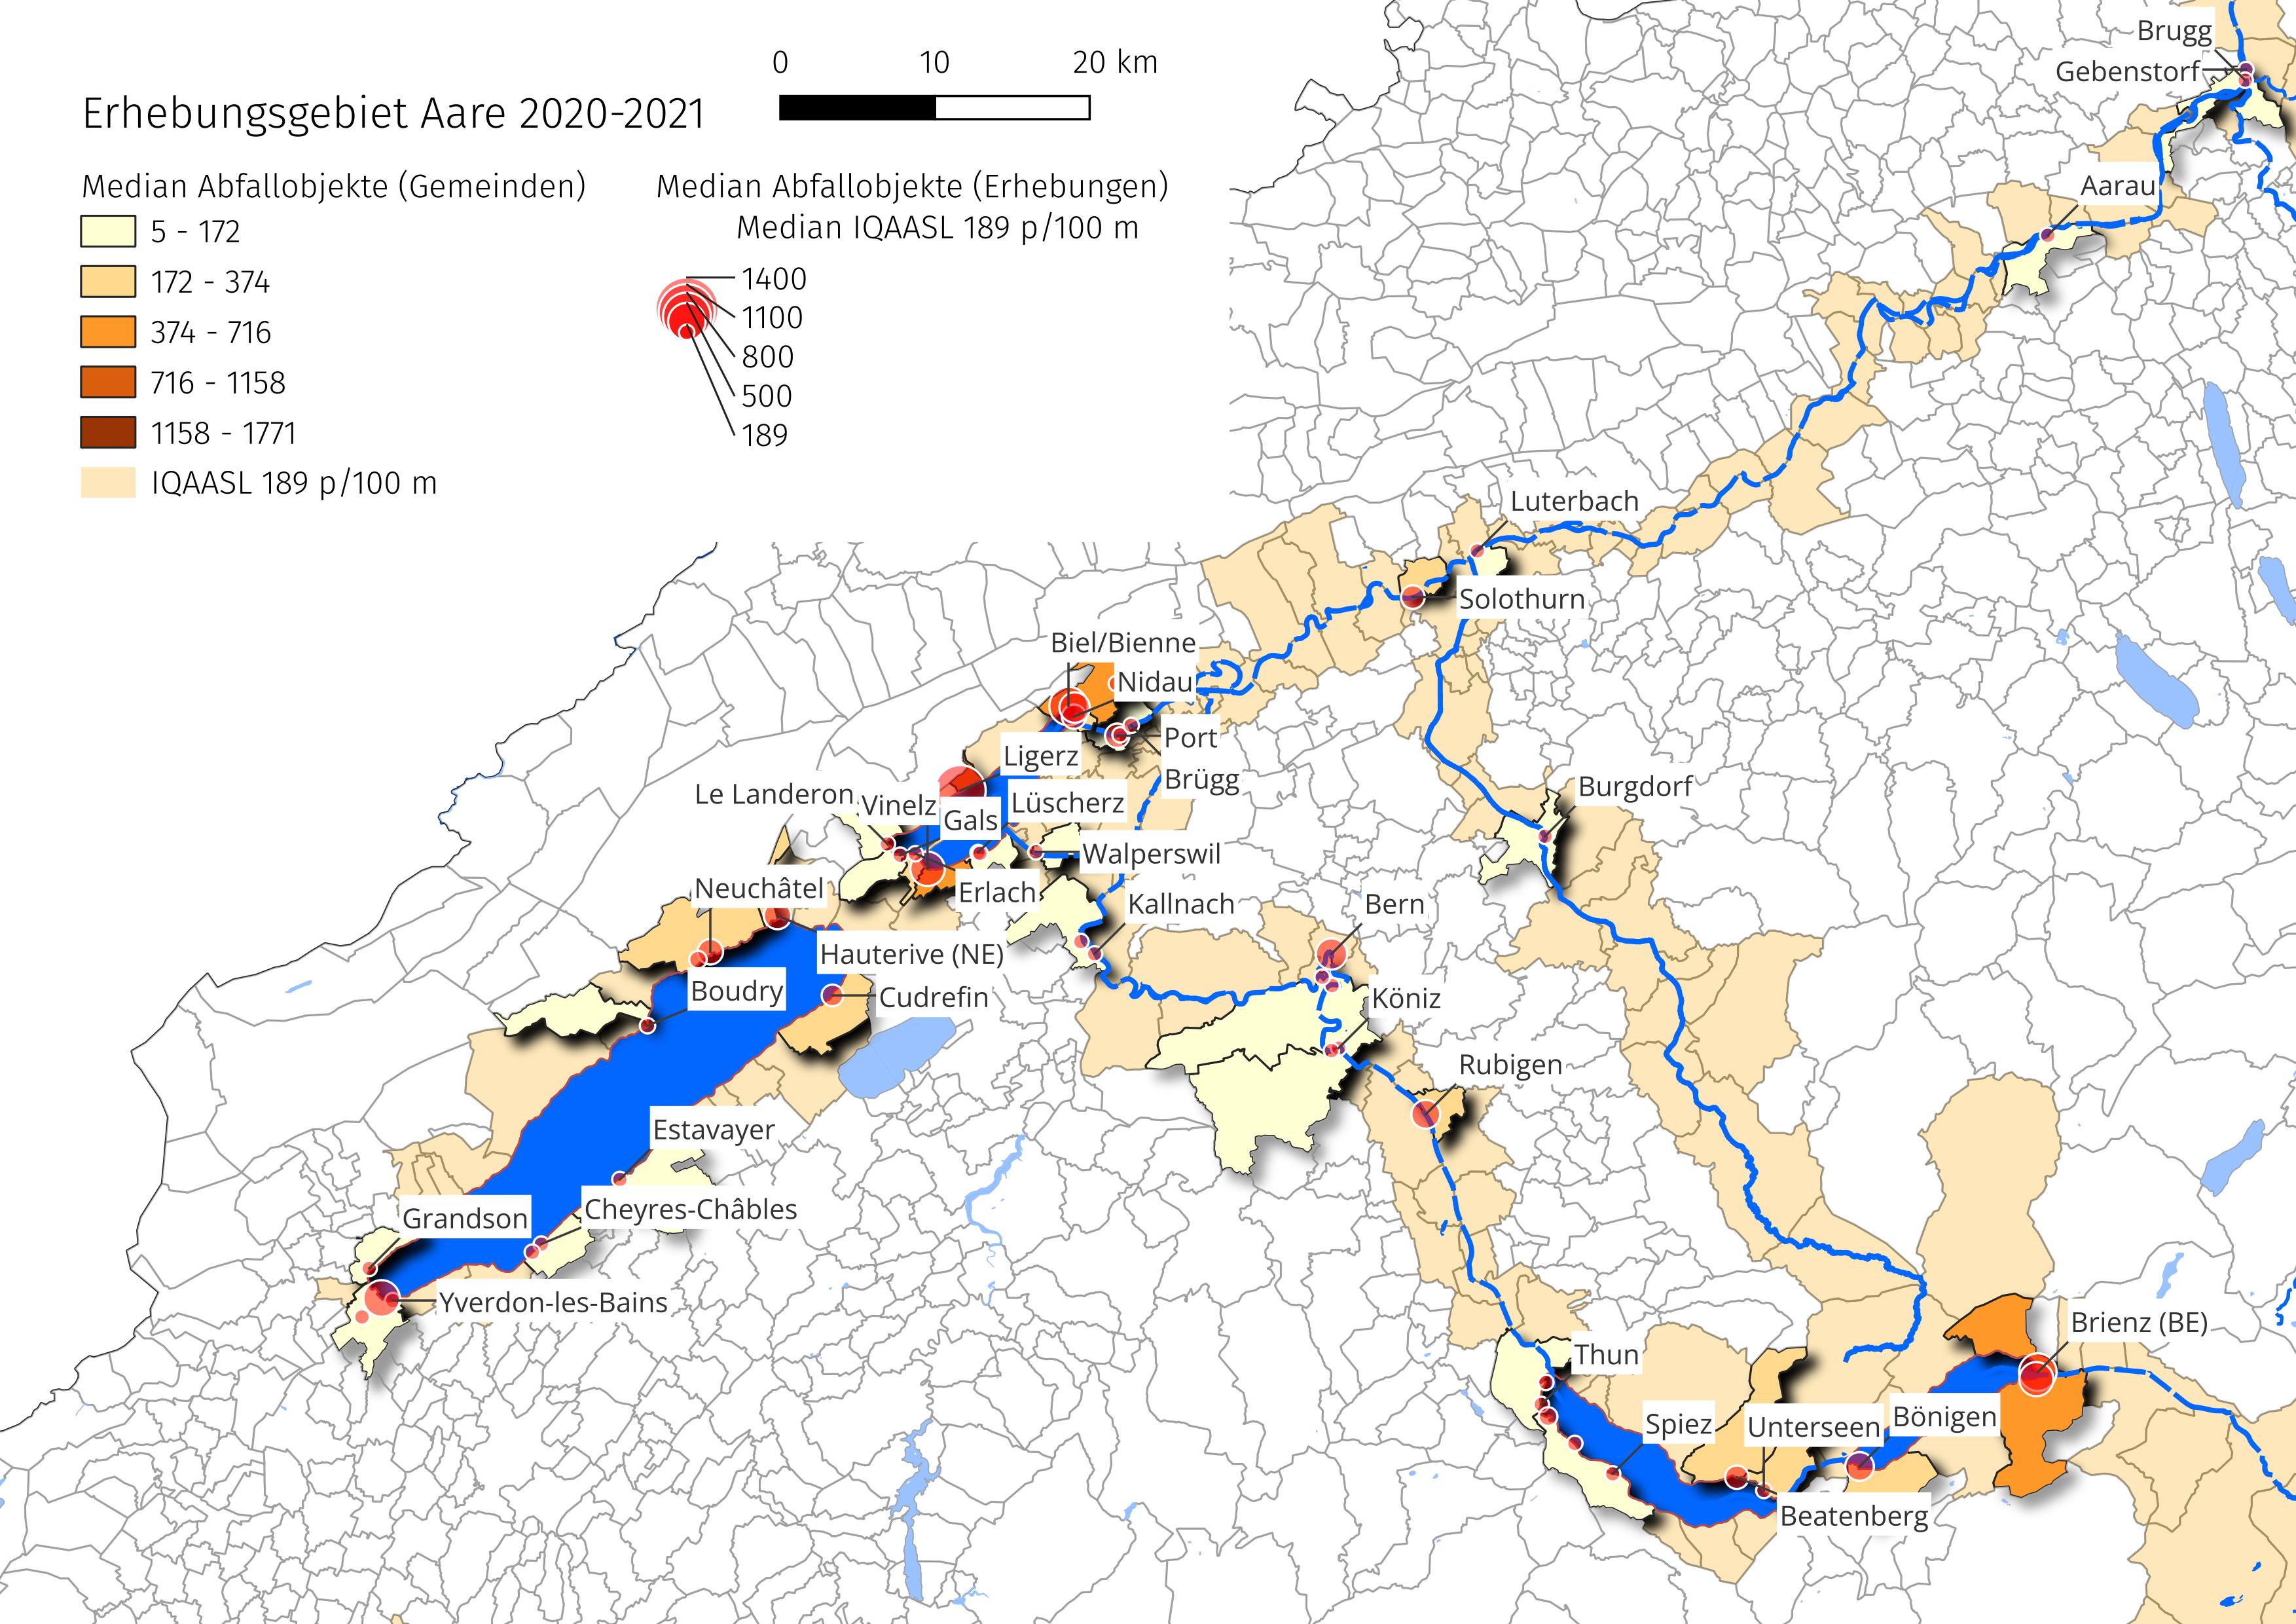 Erhebungsgebiet Aare 2020-2021
0 10 20 km
Median Abfallobjekte (Gemeinden)
5 - 172
172 - 374
374 - 716
716 - 1158
1158 - 1771
IQAASL 189 p/100 m
Median Abfallobjekte (Erhebungen)
Median IQAASL 189 p/100 m
1400
1100
800
500
189
Brugg
Gebenstorf
Aarau
Luterbach
Solothurn
Biel/Bienne
Nidau
Port
Ligerz
Brügg
Burgdorf
Le Landeron
Vinelz
Lüscherz
Gals
Walperswil
Neuchâtel
Erlach
Kallnach
Bern
Hauterive (NE)
Boudry
Cudrefin
Köniz
Rubigen
Estavayer
Cheyres-Châbles
Grandson
Yverdon-les-Bains
Brienz (BE)
Thun
Bönigen
Spiez
Unterseen
Beatenberg